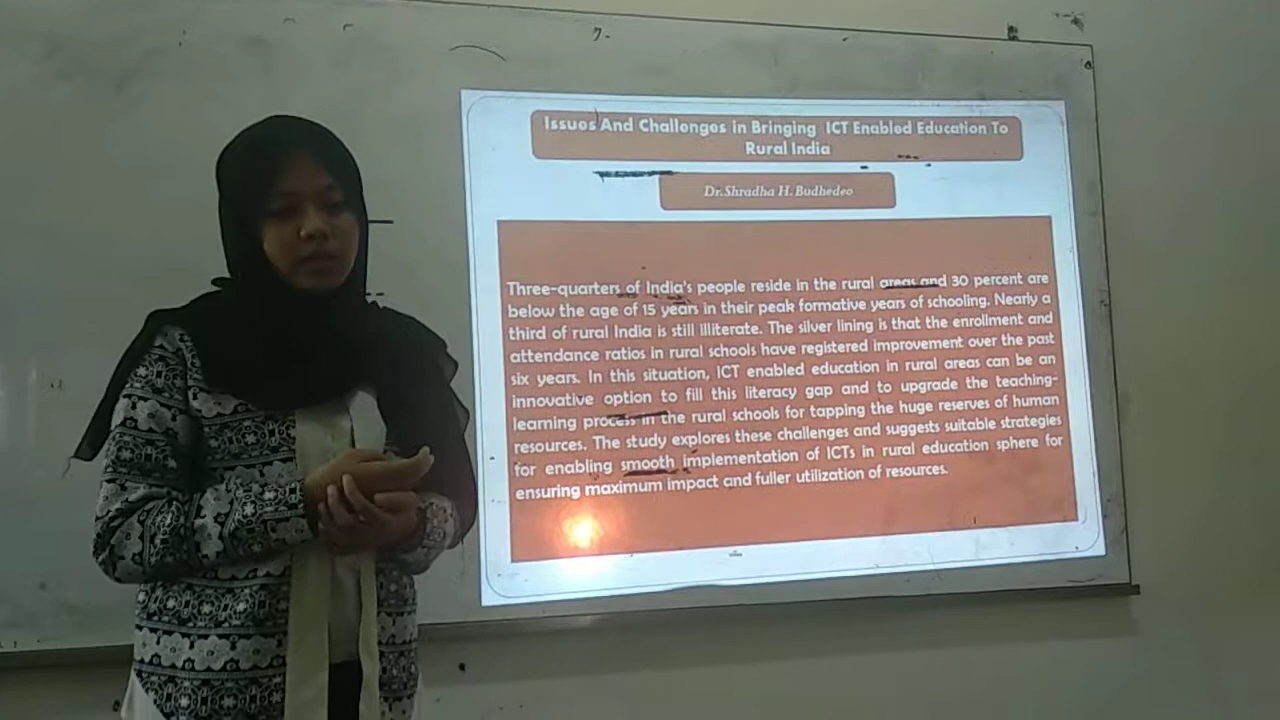 Issues And Challenges in Bringing ICT Enabled Education To
Rural India
Dr.Shradha H. Budhedeo
Three-quarters of India's people reside in the rural areas and 30 percent are
below the age of 15 years in their peak formative years of schooling. Nearly a
third of rural India is still illiterate. The silver lining is that the enrollment and
attendance ratios in rural schools have registered improvement over the past
six years. In this situation, ICT enabled education in rural areas can be an
innovative option to fill this literacy gap and to upgrade the teaching-
learning process in the rural schools for tapping the huge reserves of human
resources. The study explores these challenges and suggests suitable strategies
for enabling smooth implementation of ICTs in rural education sphere for
ensuring maximum impact and fuller utilization of resources.